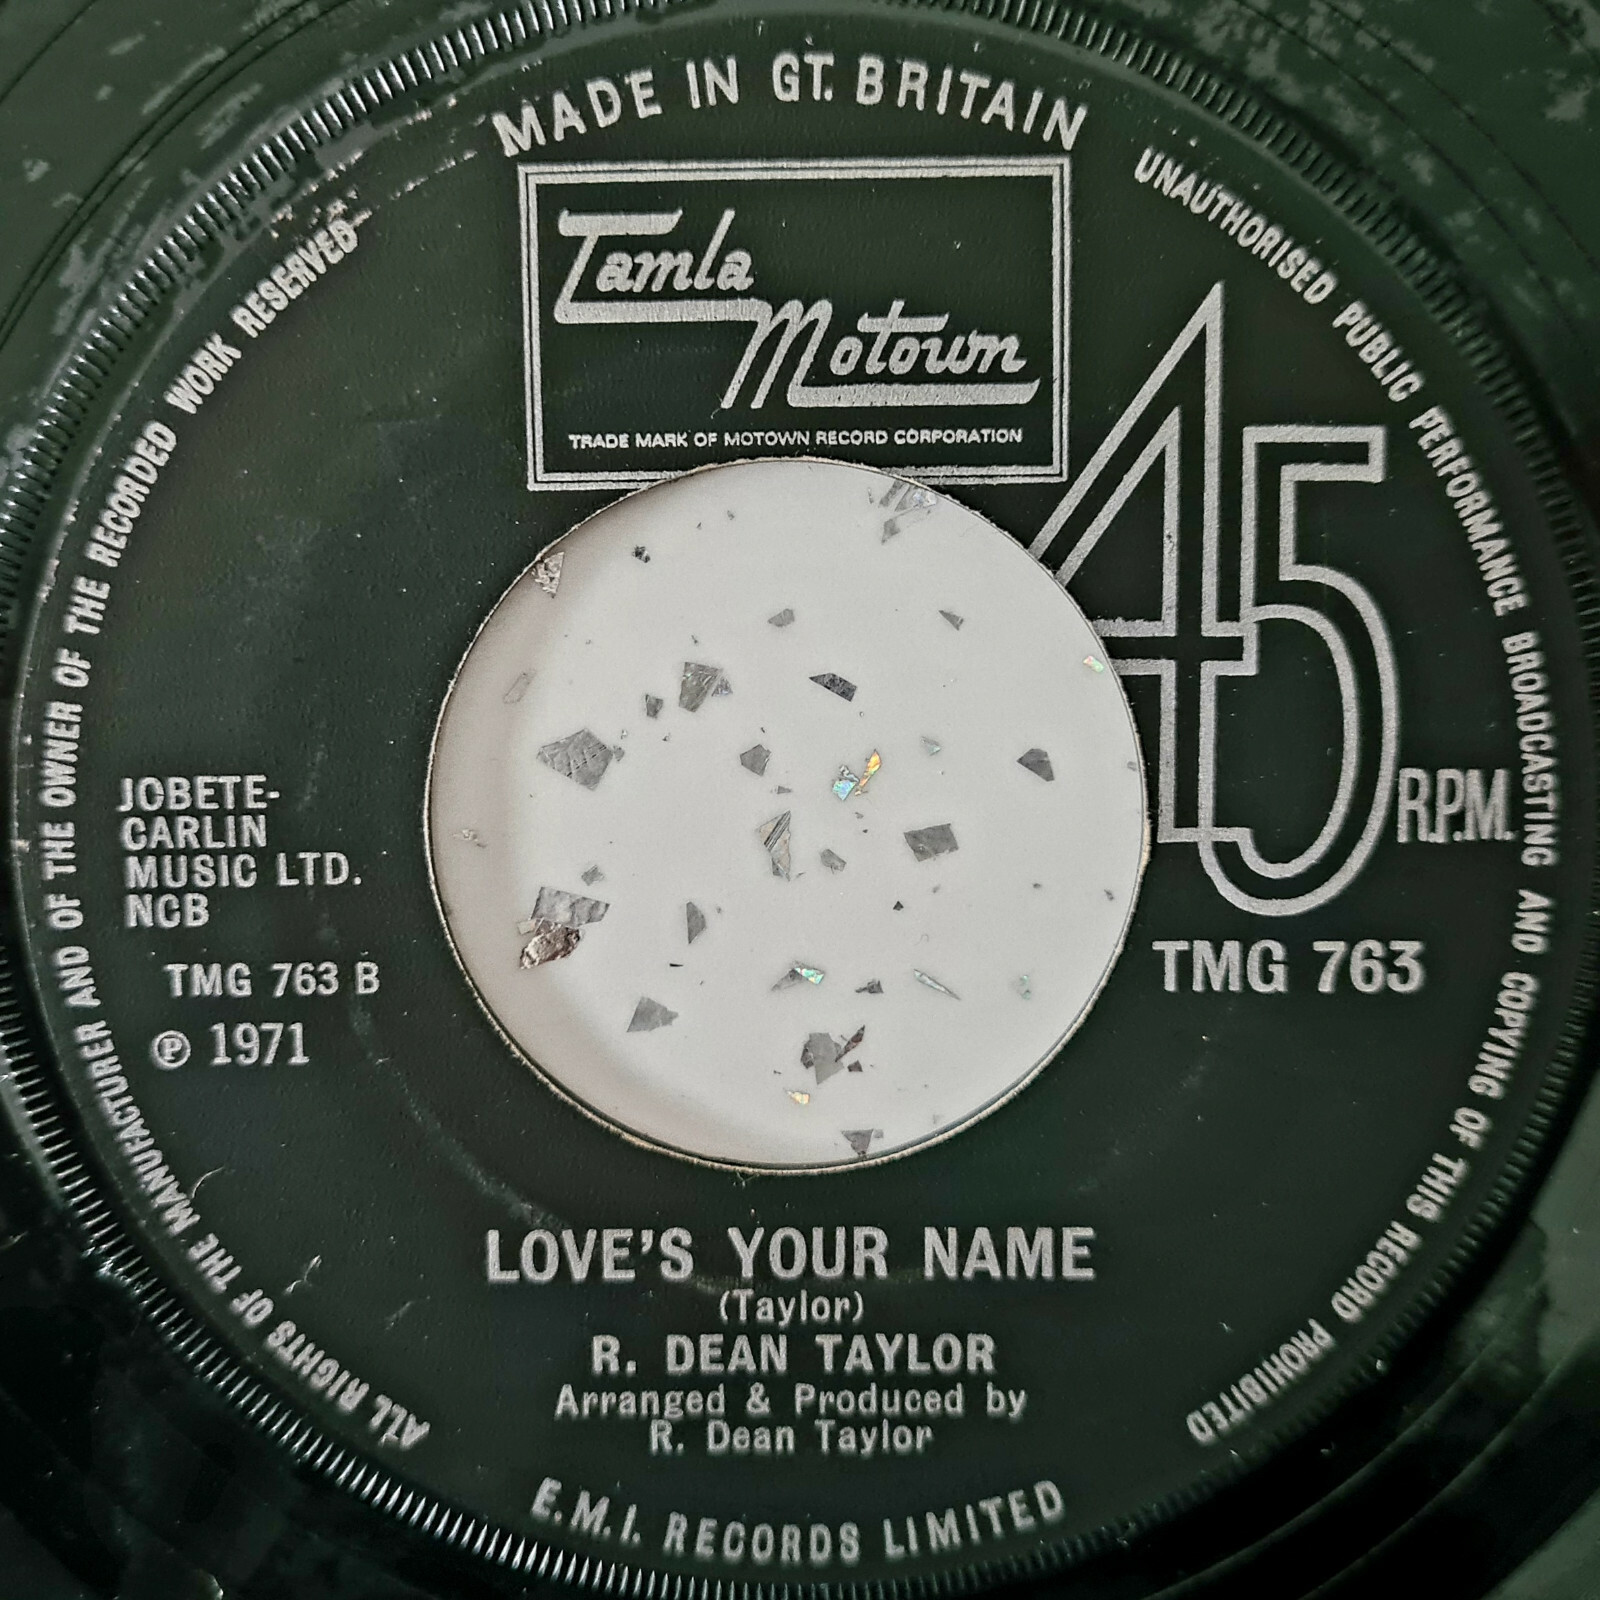 MADE IN GT. BRITAIN
UNAUTHORISED PUBLIC PERFORMANCE BROADCASTING AND COPYING OF THIS RECORD PROHIBITED
ALL RIGHTS OF THE MANUFACTURER AND OF THE OWNER OF THE RECORDED WORK RESERVED
Tamla
Motown
TRADE MARK OF MOTOWN RECORD CORPORATION
45
R.P.M.
JOBETE-
CARLIN
MUSIC LTD.
NCB
TMG 763 B
℗ 1971
TMG 763
LOVE'S YOUR NAME
(Taylor)
R. DEAN TAYLOR
Arranged & Produced by
R. Dean Taylor
E.M.I. RECORDS LIMITED